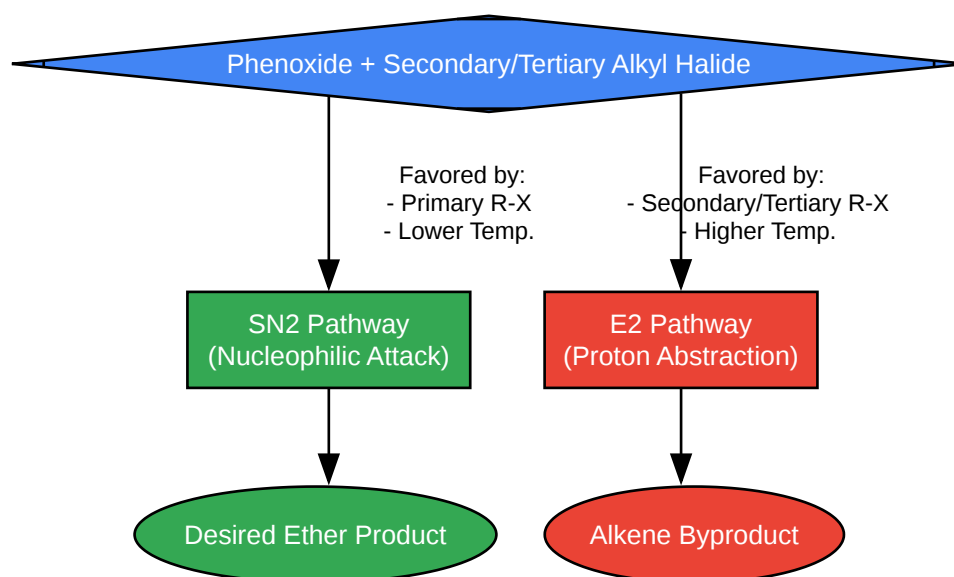 Phenoxide + Secondary/Tertiary Alkyl Halide
Favored by:
- Primary R-X
- Lower Temp.
Favored by:
- Secondary/Tertiary R-X
- Higher Temp.
SN2 Pathway
(Nucleophilic Attack)
E2 Pathway
(Proton Abstraction)
Desired Ether Product
Alkene Byproduct